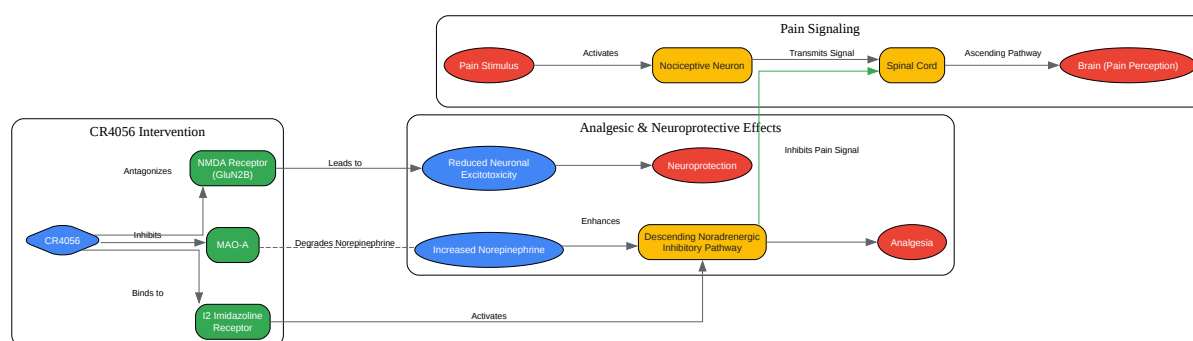 Pain Signaling
Pain Stimulus
Activates
Nociceptive Neuron
Transmits Signal
Spinal Cord
Ascending Pathway
Brain (Pain Perception)
CR4056 Intervention
CR4056
Antagonizes
NMDA Receptor
(GluN2B)
Inhibits
MAO-A
Binds to
I2 Imidazoline
Receptor
Leads to
Degrades Norepinephrine
Activates
Analgesic & Neuroprotective Effects
Reduced Neuronal
Excitotoxicity
Neuroprotection
Inhibits Pain Signal
Increased Norepinephrine
Enhances
Descending Noradrenergic
Inhibitory Pathway
Analgesia